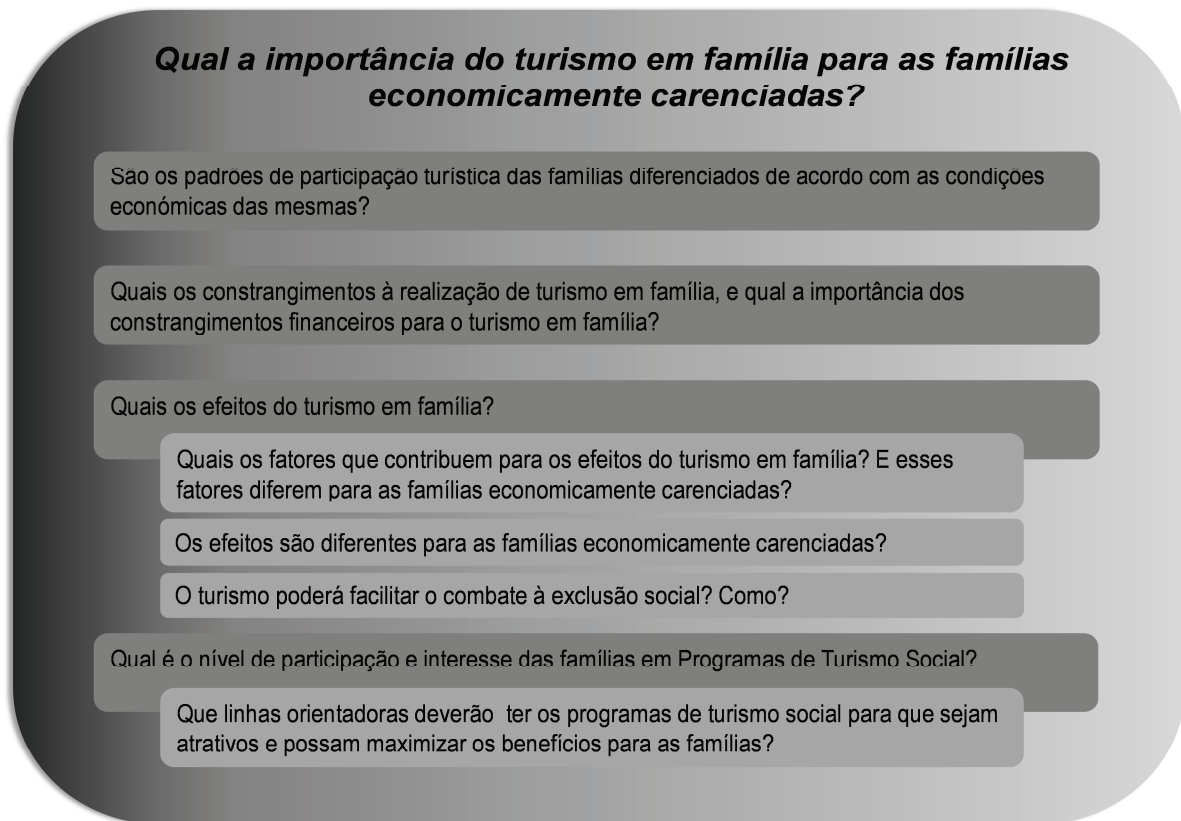 Qual a importância do turismo em família para as famílias
economicamente carenciadas?
São os padrões de participação turística das famílias diferenciados de acordo com as condições
económicas das mesmas?
Quais os constrangimentos à realização de turismo em família, e qual a importância dos
constrangimentos financeiros para o turismo em família?
Quais os efeitos do turismo em família?
Quais os fatores que contribuem para os efeitos do turismo em família? E esses
fatores diferem para as famílias economicamente carenciadas?
Os efeitos são diferentes para as famílias economicamente carenciadas?
O turismo poderá facilitar o combate à exclusão social? Como?
Qual é o nível de participação e interesse das famílias em Programas de Turismo Social?
Que linhas orientadoras deverão  ter os programas de turismo social para que sejam
atrativos e possam maximizar os benefícios para as famílias?